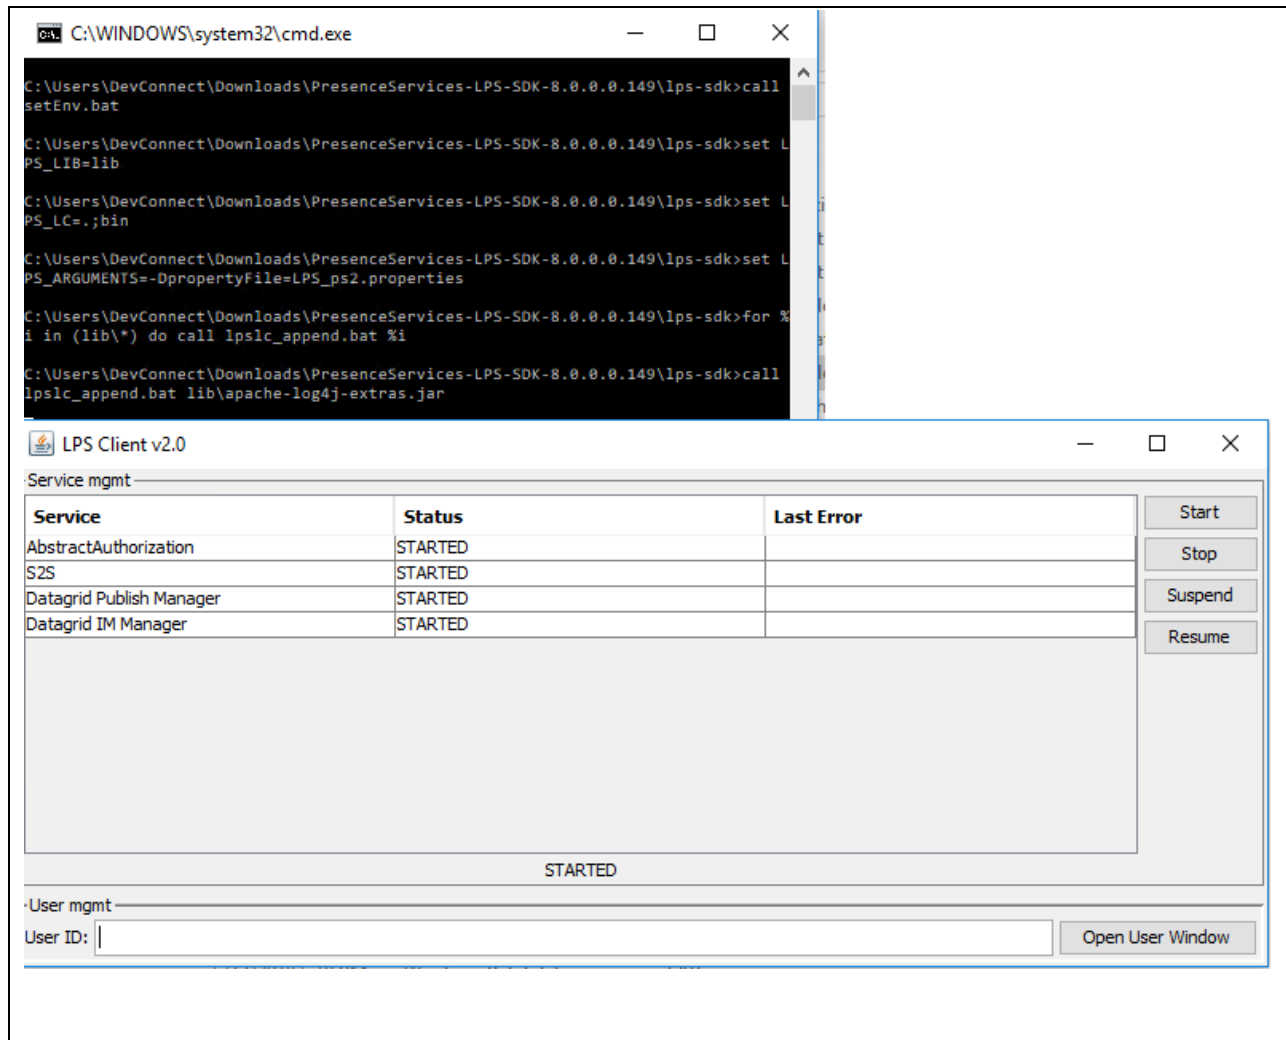 C:\WINDOWS\system32\cmd.exe
C:\Users\DevConnect\Downloads\PresenceServices-LPS-SDK-8.0.0.0.149\lps-sdk>call
setEnv.bat
C:\Users\DevConnect\Downloads\PresenceServices-LPS-SDK-8.0.0.0.149\lps-sdk>set L
PS_LIB=lib
C:\Users\DevConnect\Downloads\PresenceServices-LPS-SDK-8.0.0.0.149\lps-sdk>set L
PS_LC=.;bin
C:\Users\DevConnect\Downloads\PresenceServices-LPS-SDK-8.0.0.0.149\lps-sdk>set L
PS_ARGUMENTS=-DpropertyFile=LPS_ps2.properties
C:\Users\DevConnect\Downloads\PresenceServices-LPS-SDK-8.0.0.0.149\lps-sdk>for %
i in (lib\*) do call lpslc_append.bat %i
C:\Users\DevConnect\Downloads\PresenceServices-LPS-SDK-8.0.0.0.149\lps-sdk>call
lpslc_append.bat lib\apache-log4j-extras.jar
LPS Client v2.0
Service mgmt
Service Status Last Error
AbstractAuthorization STARTED
S2S STARTED
Datagrid Publish Manager STARTED
Datagrid IM Manager STARTED
Start
Stop
Suspend
Resume
STARTED
User mgmt
User ID:
Open User Window